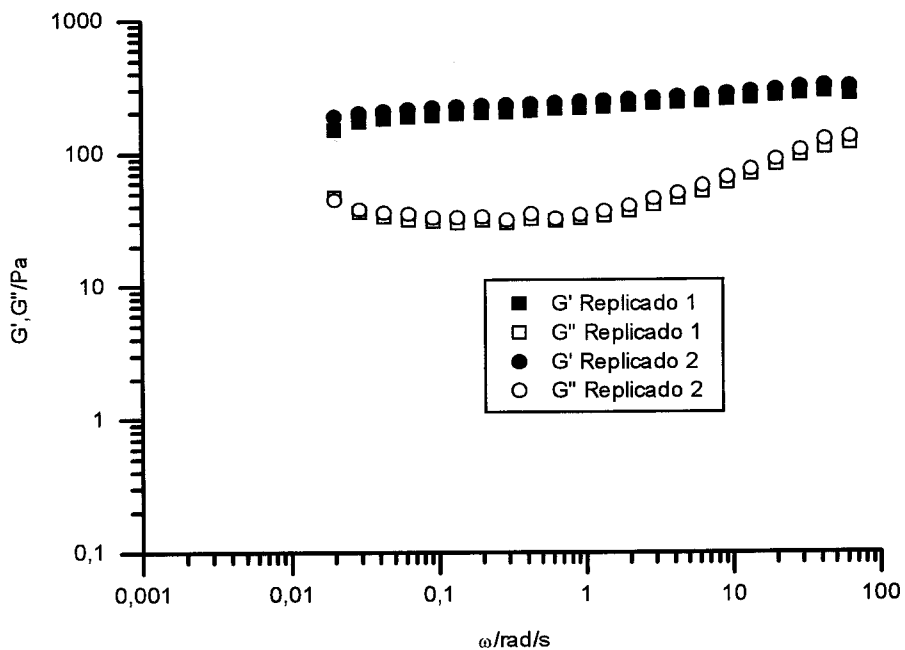 1000
100
10
1
0,1
G',G"/Pa
G' Replicado 1
G" Replicado 1
G' Replicado 2
G" Replicado 2
0,001
0,01
0,1
1
10
100
ω/rad/s